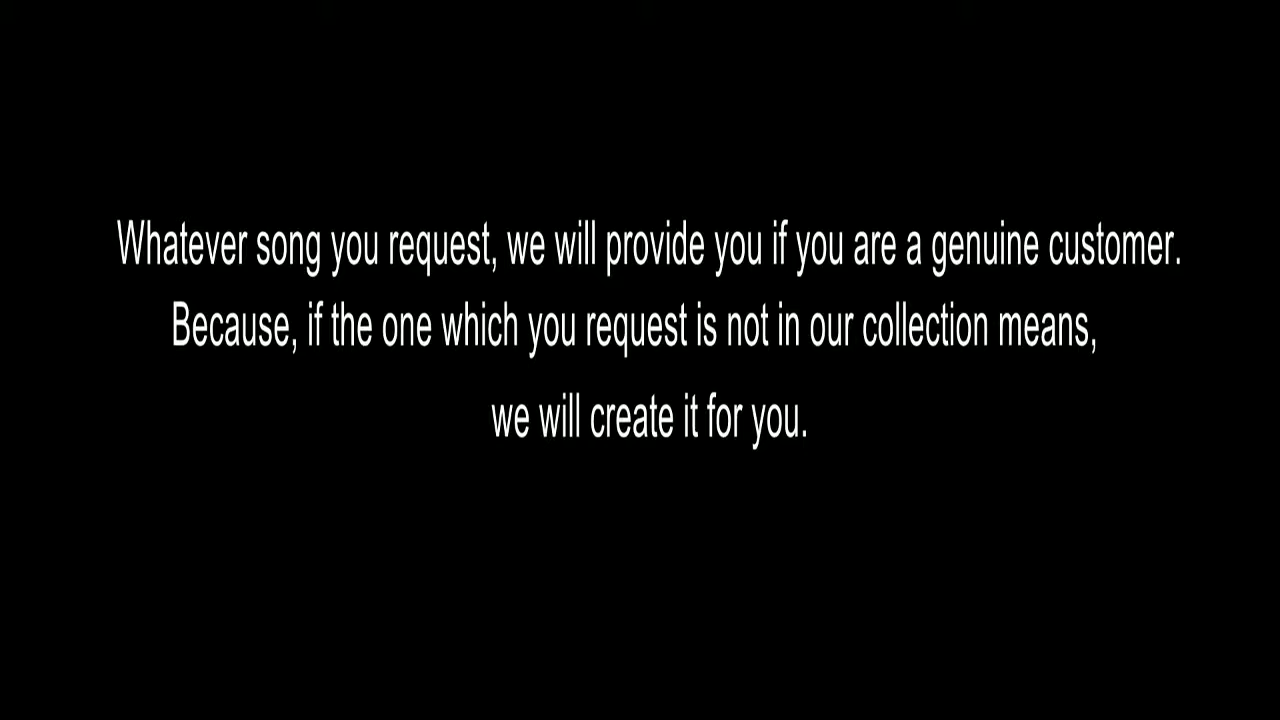 Whatever song you request, we will provide you if you are a genuine customer.
Because, if the one which you request is not in our collection means,
we will create it for you.